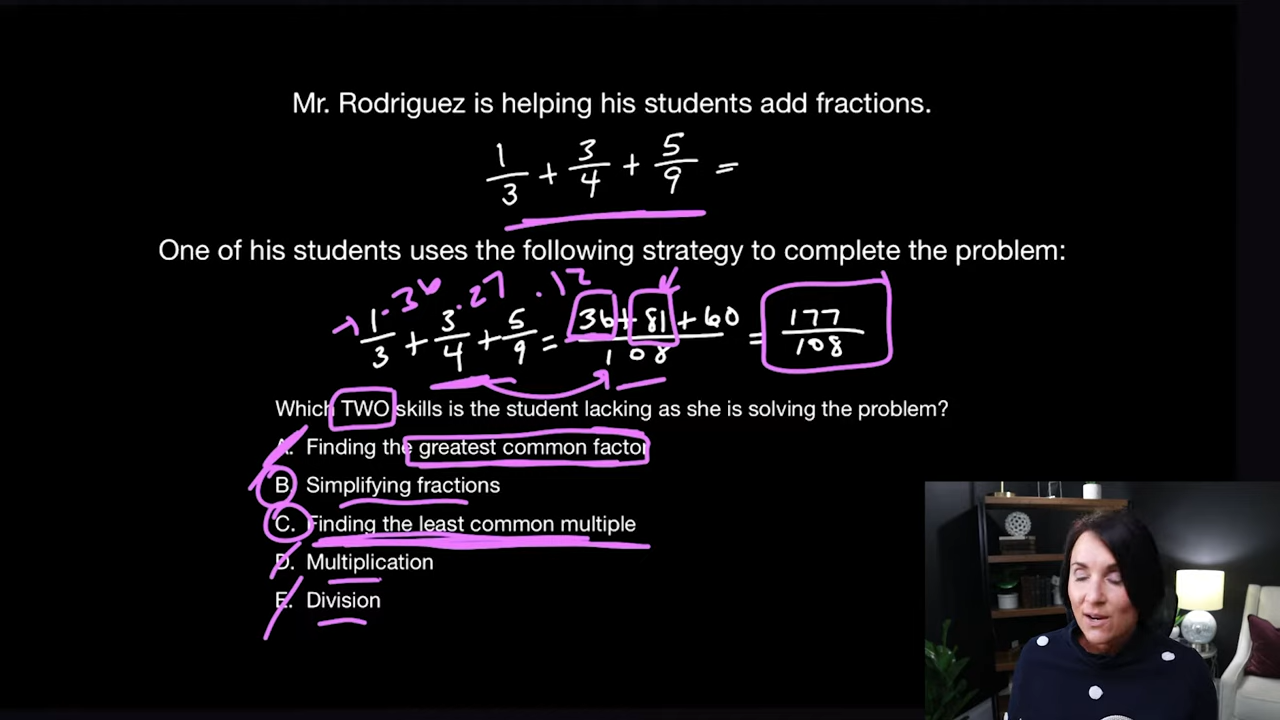 Mr. Rodriguez is helping his students add fractions.
1/3 + 3/4 + 5/9 =
One of his students uses the following strategy to complete the problem:
·36 ·27 ·12
1/3 + 3/4 + 5/9 = 36 + 81 + 60 / 108 = 177/108
Which TWO skills is the student lacking as she is solving the problem?
A. Finding the greatest common factor
B. Simplifying fractions
C. Finding the least common multiple
D. Multiplication
E. Division